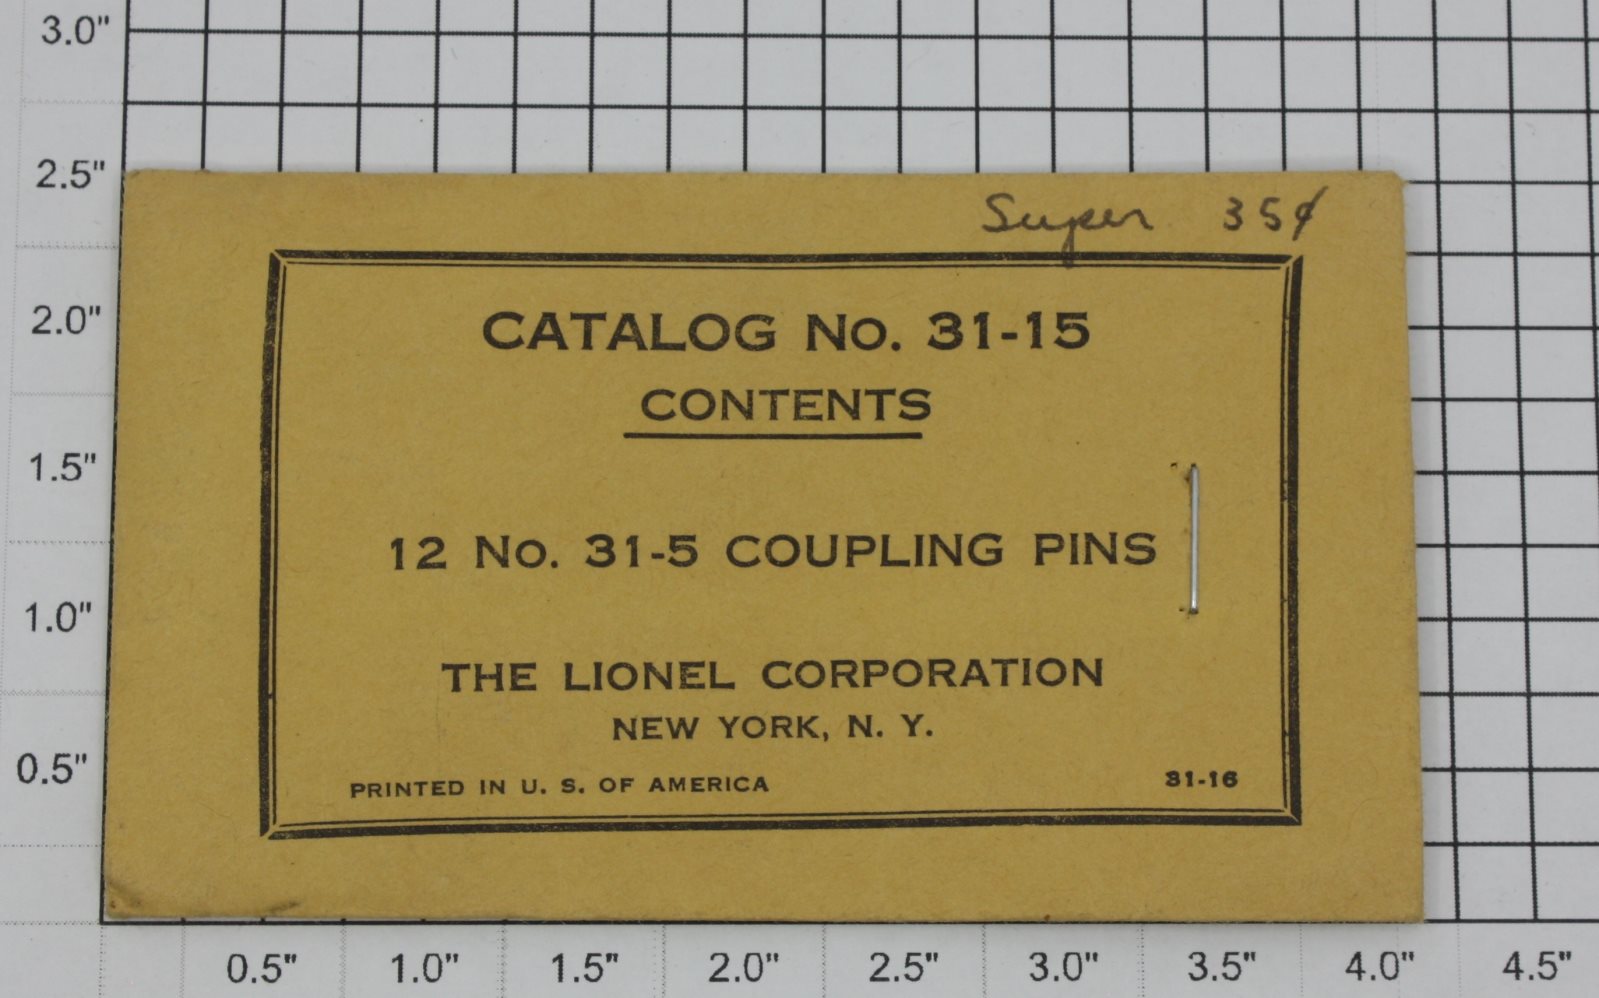 3.0"
2.5"
2.0"
1.5"
1.0"
0.5"
Super 35¢
CATALOG No. 31-15
CONTENTS
12 No. 31-5 COUPLING PINS
THE LIONEL CORPORATION
NEW YORK, N. Y.
PRINTED IN U. S. OF AMERICA 31-16
0.5" 1.0" 1.5" 2.0" 2.5" 3.0" 3.5" 4.0" 4.5"